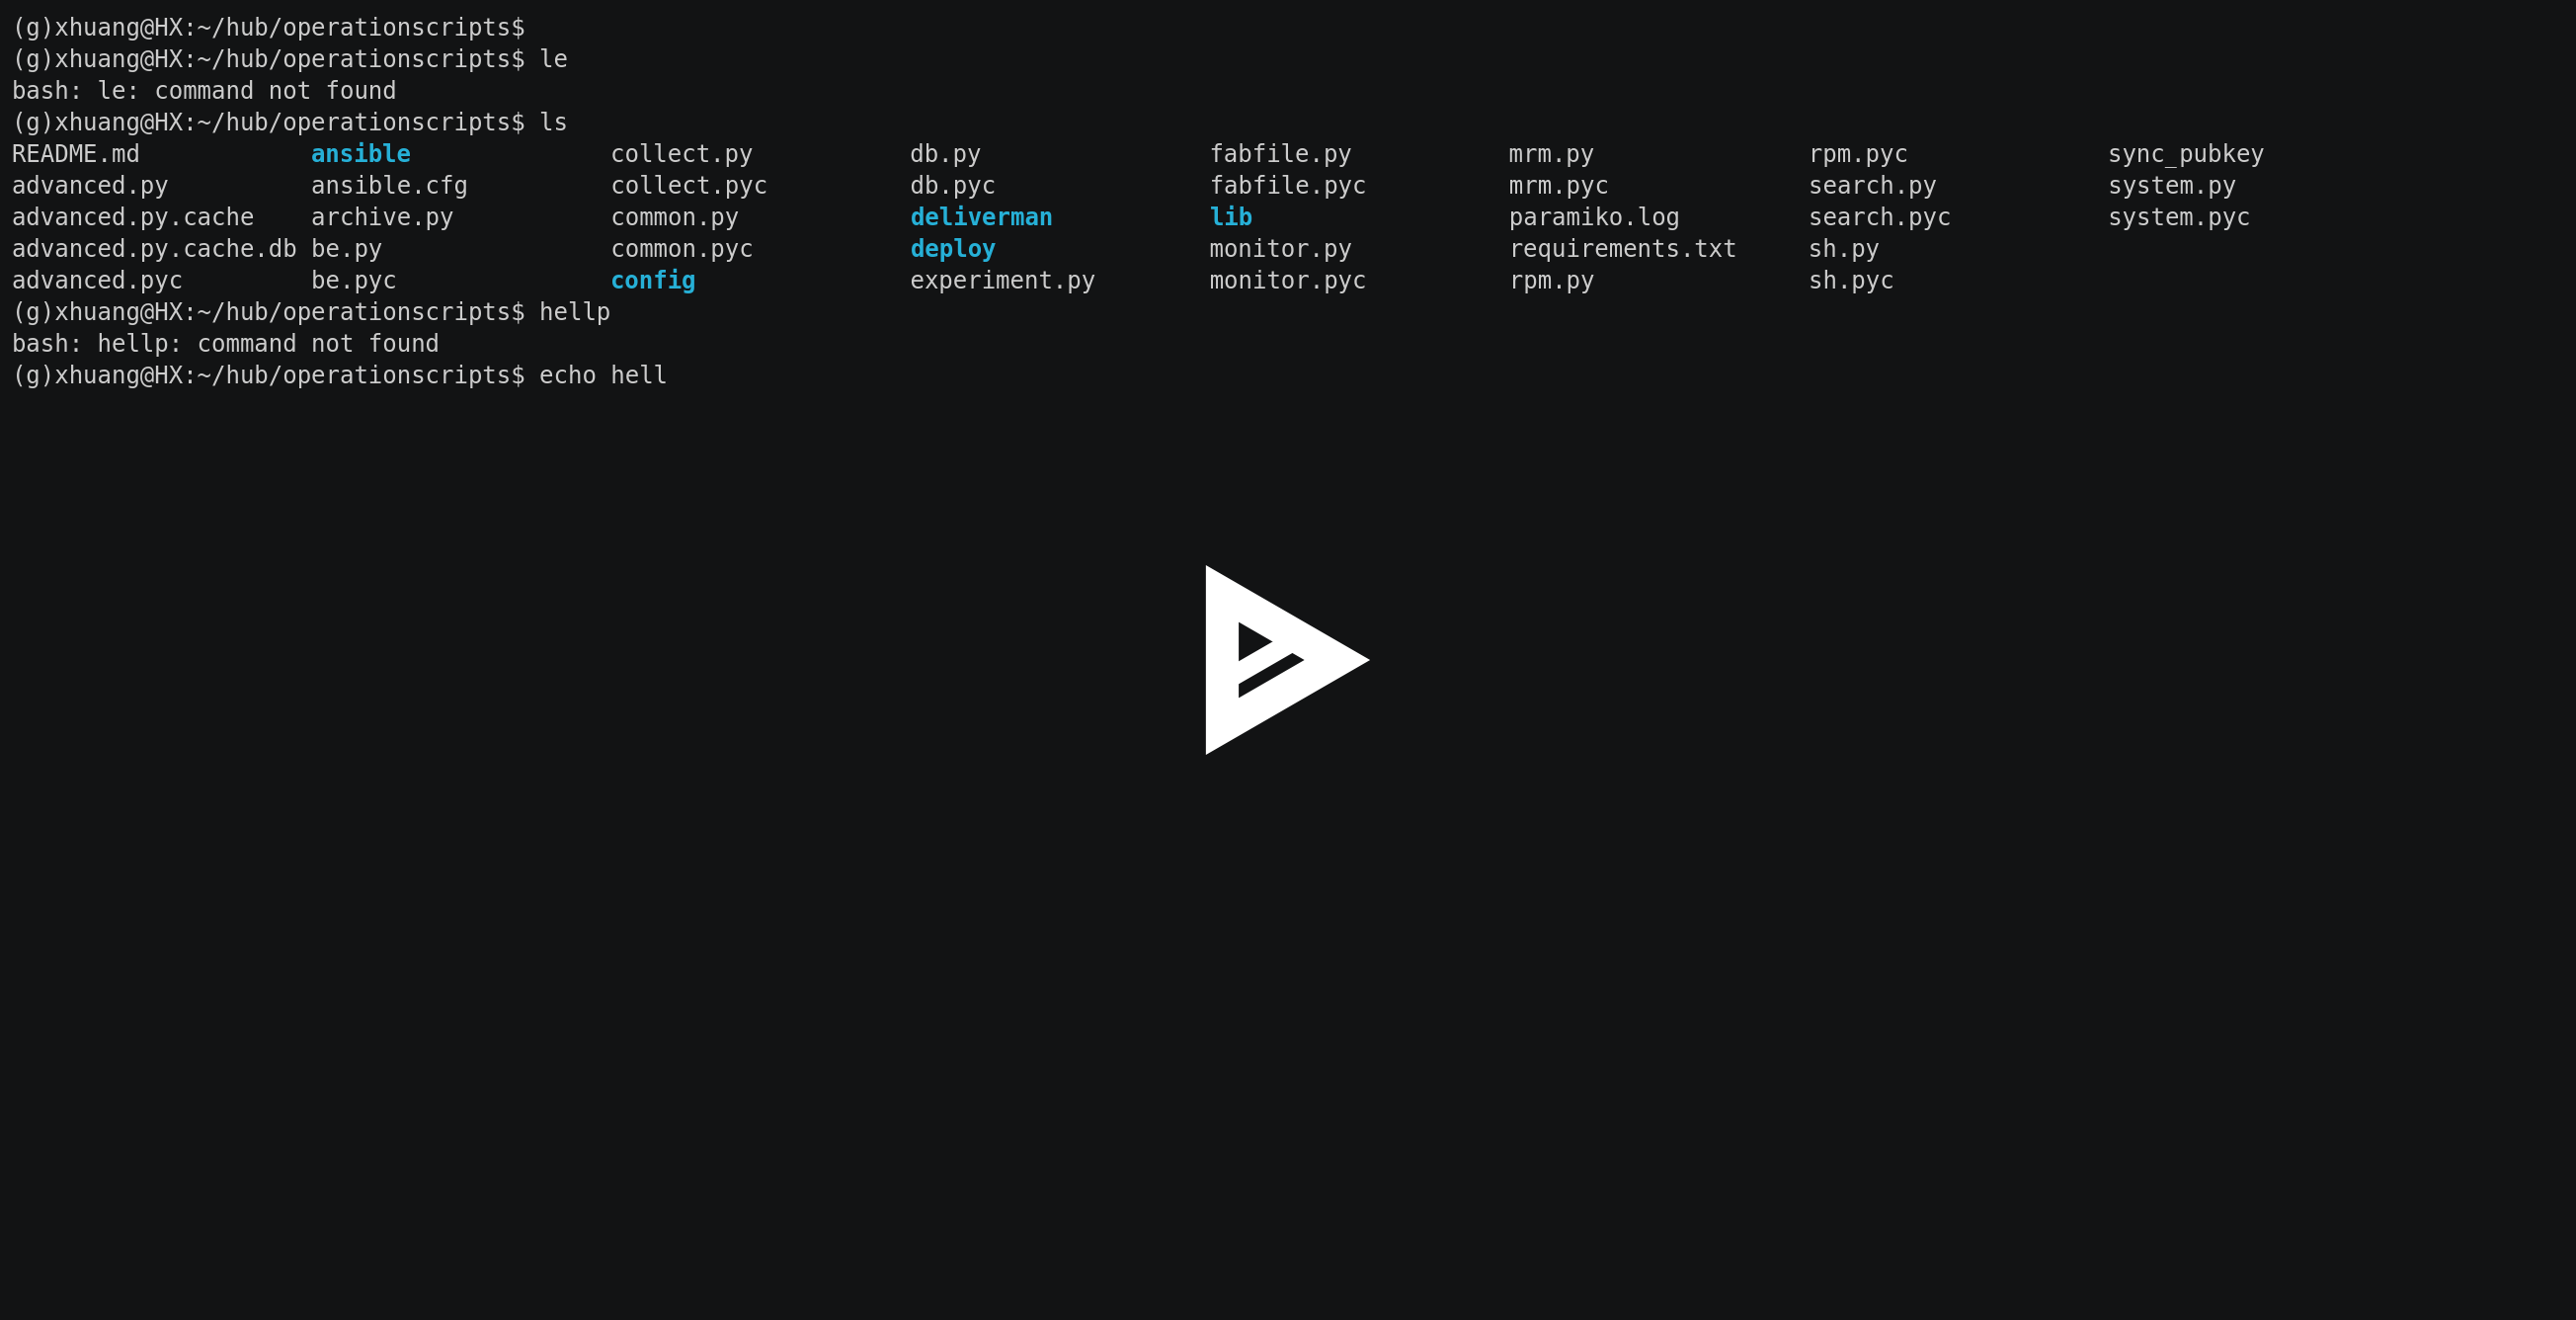 (g)xhuang@HX:~/hub/operationscripts$
(g)xhuang@HX:~/hub/operationscripts$ le
bash: le: command not found
(g)xhuang@HX:~/hub/operationscripts$ ls
README.md            ansible              collect.py           db.py                fabfile.py           mrm.py               rpm.pyc              sync_pubkey
advanced.py          ansible.cfg          collect.pyc          db.pyc               fabfile.pyc          mrm.pyc              search.py            system.py
advanced.py.cache    archive.py           common.py            deliverman           lib                  paramiko.log         search.pyc           system.pyc
advanced.py.cache.db be.py                common.pyc           deploy               monitor.py           requirements.txt     sh.py
advanced.pyc         be.pyc               config               experiment.py        monitor.pyc          rpm.py               sh.pyc
(g)xhuang@HX:~/hub/operationscripts$ hellp
bash: hellp: command not found
(g)xhuang@HX:~/hub/operationscripts$ echo hell